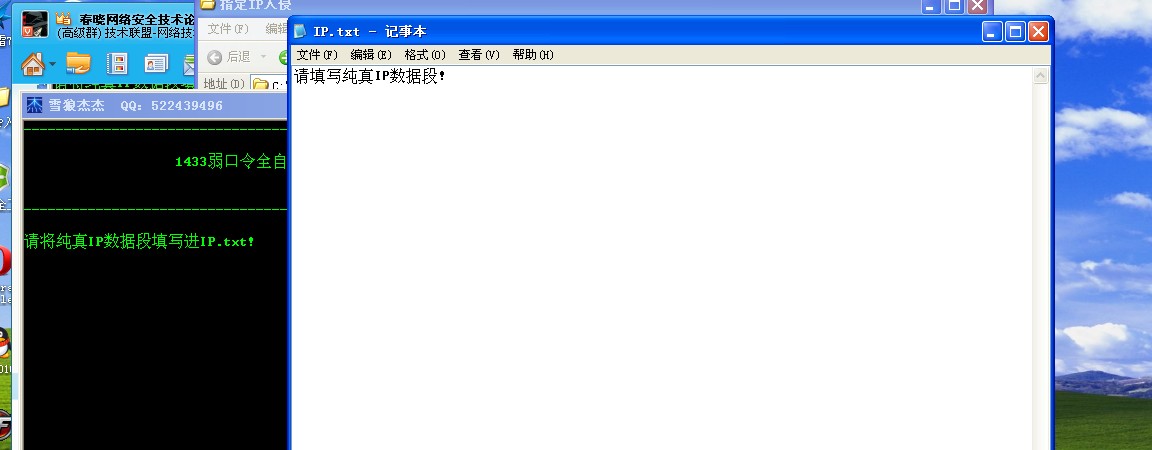 指定IP入侵
春晓网络安全技术论
(高级群) 技术联盟-网络技
文件(F) 编辑
后退
地址(D)
IP.txt - 记事本
文件(F) 编辑(E) 格式(O) 查看(V) 帮助(H)
请填写纯真IP数据段!
雪狼杰杰 QQ: 522439496
1433弱口令全自
请将纯真IP数据段填写进IP.txt!